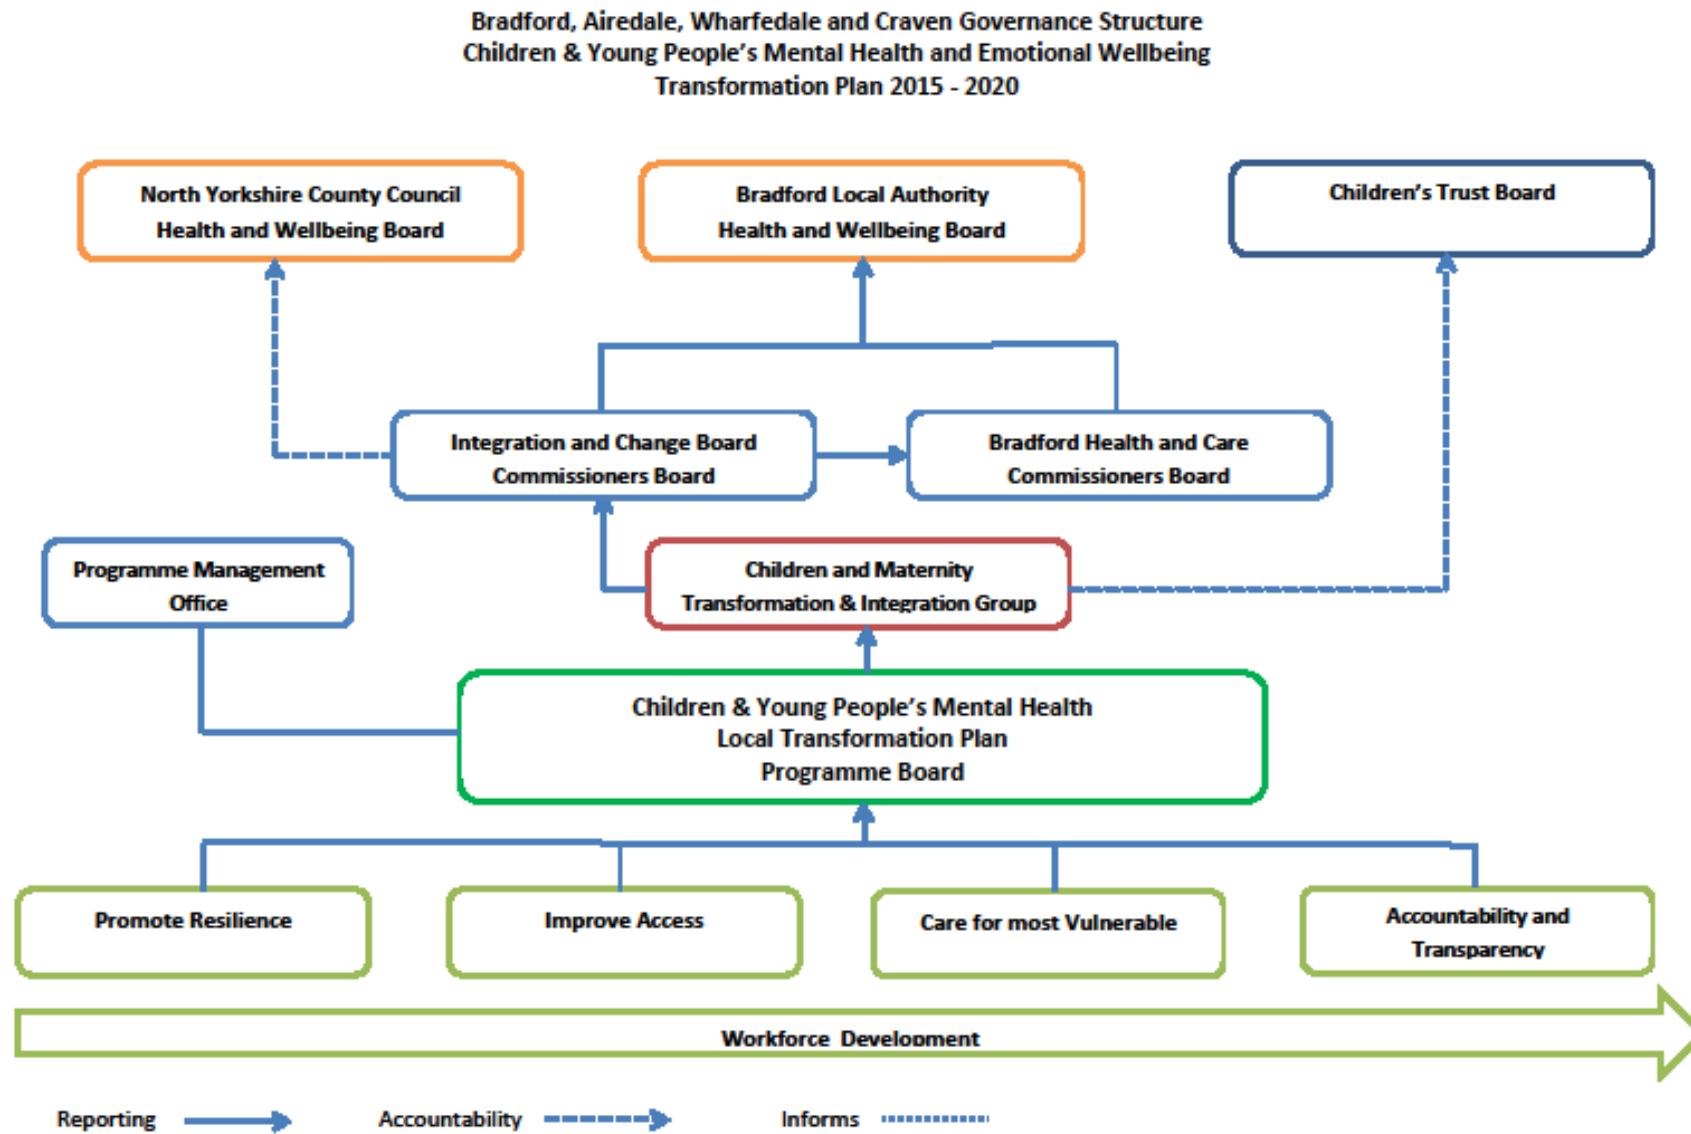 Bradford, Airedale, Wharfedale and Craven Governance Structure
Children & Young People's Mental Health and Emotional Wellbeing
Transformation Plan 2015 - 2020
North Yorkshire County Council
Health and Wellbeing Board
Bradford Local Authority
Health and Wellbeing Board
Children's Trust Board
Integration and Change Board
Commissioners Board
Bradford Health and Care
Commissioners Board
Programme Management
Office
Children and Maternity
Transformation & Integration Group
Children & Young People's Mental Health
Local Transformation Plan
Programme Board
Promote Resilience
Improve Access
Care for most Vulnerable
Accountability and
Transparency
Workforce Development
Reporting
Accountability
Informs